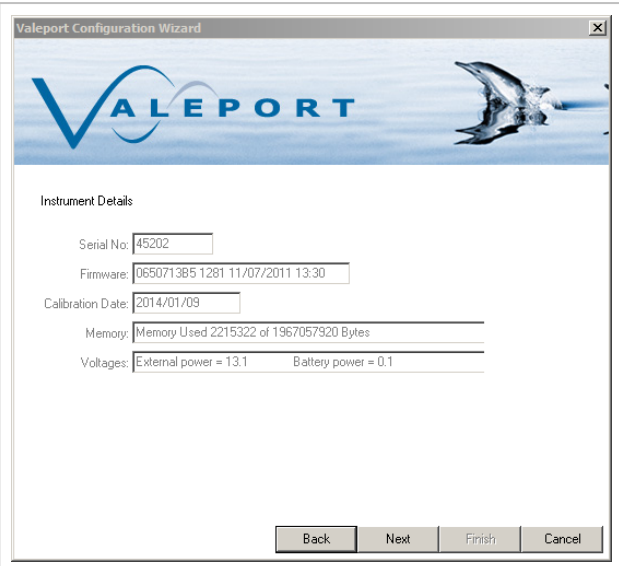 Valeport Configuration Wizard
VALEPORT
Instrument Details
Serial No: 45202
Firmware: 0650713B5 1281 11/07/2011 13:30
Calibration Date: 2014/01/09
Memory: Memory Used 2215322 of 1967057920 Bytes
Voltages: External power = 13.1 Battery power = 0.1
Back Next Finish Cancel